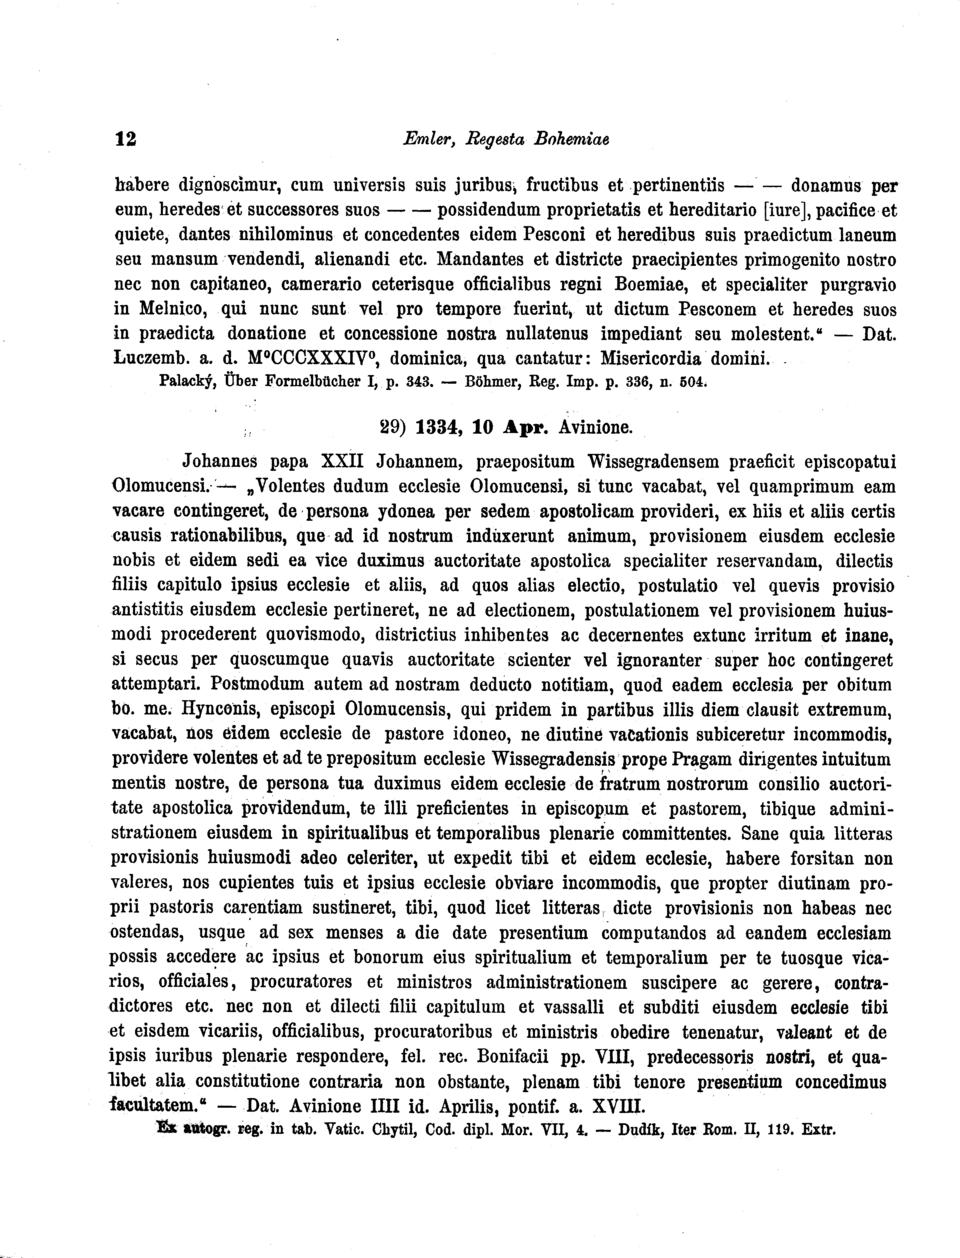 12 Emler, Regesta Bohemiae
habere dignoscimur, cum universis suis juribus, fructibus et pertinentiis — — donamus per
eum, heredes et successores suos — — possidendum proprietatis et hereditario [iure], pacifice et
quiete, dantes nihilominus et concedentes eidem Pesconi et heredibus suis praedictum laneum
seu mansum vendendi, alienandi etc. Mandantes et districte praecipientes primogenito nostro
nec non capitaneo, camerario ceterisque officialibus regni Boemiae, et specialiter purgravio
in Melnico, qui nunc sunt vel pro tempore fuerint, ut dictum Pesconem et heredes suos
in praedicta donatione et concessione nostra nullatenus impediant seu molestent.“ — Dat.
Luczemb. a. d. M°CCCXXXIV°, dominica, qua cantatur: Misericordia domini.
Palacký, Über Formelbücher I, p. 343. — Böhmer, Reg. Imp. p. 336, n. 504.
29) 1334, 10 Apr. Avinione.
Johannes papa XXII Johannem, praepositum Wissegradensem praeficit episcopatui
Olomucensi. — „Volentes dudum ecclesie Olomucensi, si tunc vacabat, vel quamprimum eam
vacare contingeret, de persona ydonea per sedem apostolicam provideri, ex hiis et aliis certis
causis rationabilibus, que ad id nostrum induxerunt animum, provisionem eiusdem ecclesie
nobis et eidem sedi ea vice duximus auctoritate apostolica specialiter reservandam, dilectis
filiis capitulo ipsius ecclesie et aliis, ad quos alias electio, postulatio vel quevis provisio
antistitis eiusdem ecclesie pertineret, ne ad electionem, postulationem vel provisionem huius-
modi procederent quovismodo, districtius inhibentes ac decernentes extunc irritum et inane,
si secus per quoscumque quavis auctoritate scienter vel ignoranter super hoc contingeret
attemptari. Postmodum autem ad nostram deducto notitiam, quod eadem ecclesia per obitum
bo. me. Hynconis, episcopi Olomucensis, qui pridem in partibus illis diem clausit extremum,
vacabat, nos eidem ecclesie de pastore idoneo, ne diutine vacationis subiceretur incommodis,
providere volentes et ad te prepositum ecclesie Wissegradensis prope Pragam dirigentes intuitum
mentis nostre, de persona tua duximus eidem ecclesie de fratrum nostrorum consilio auctori-
tate apostolica providendum, te illi preficientes in episcopum et pastorem, tibique admini-
strationem eiusdem in spiritualibus et temporalibus plenarie committentes. Sane quia litteras
provisionis huiusmodi adeo celeriter, ut expedit tibi et eidem ecclesie, habere forsitan non
valeres, nos cupientes tuis et ipsius ecclesie obviare incommodis, que propter diutinam pro-
prii pastoris carentiam sustineret, tibi, quod licet litteras dicte provisionis non habeas nec
ostendas, usque ad sex menses a die date presentium computandos ad eandem ecclesiam
possis accedere ac ipsius et bonorum eius spiritualium et temporalium per te tuosque vica-
rios, officiales, procuratores et ministros administrationem suscipere ac gerere, contra-
dictores etc. nec non et dilecti filii capitulum et vassalli et subditi eiusdem ecclesie tibi
et eisdem vicariis, officialibus, procuratoribus et ministris obedire tenenatur, valeant et de
ipsis iuribus plenarie respondere, fel. rec. Bonifacii pp. VIII, predecessoris nostri, et qua-
libet alia constitutione contraria non obstante, plenam tibi tenore presentium concedimus
facultatem.“ — Dat. Avinione IIII id. Aprilis, pontif. a. XVIII.
Ex autogr. reg. in tab. Vatic. Chytil, Cod. dipl. Mor. VII, 4. — Dudík, Iter Rom. II, 119. Extr.